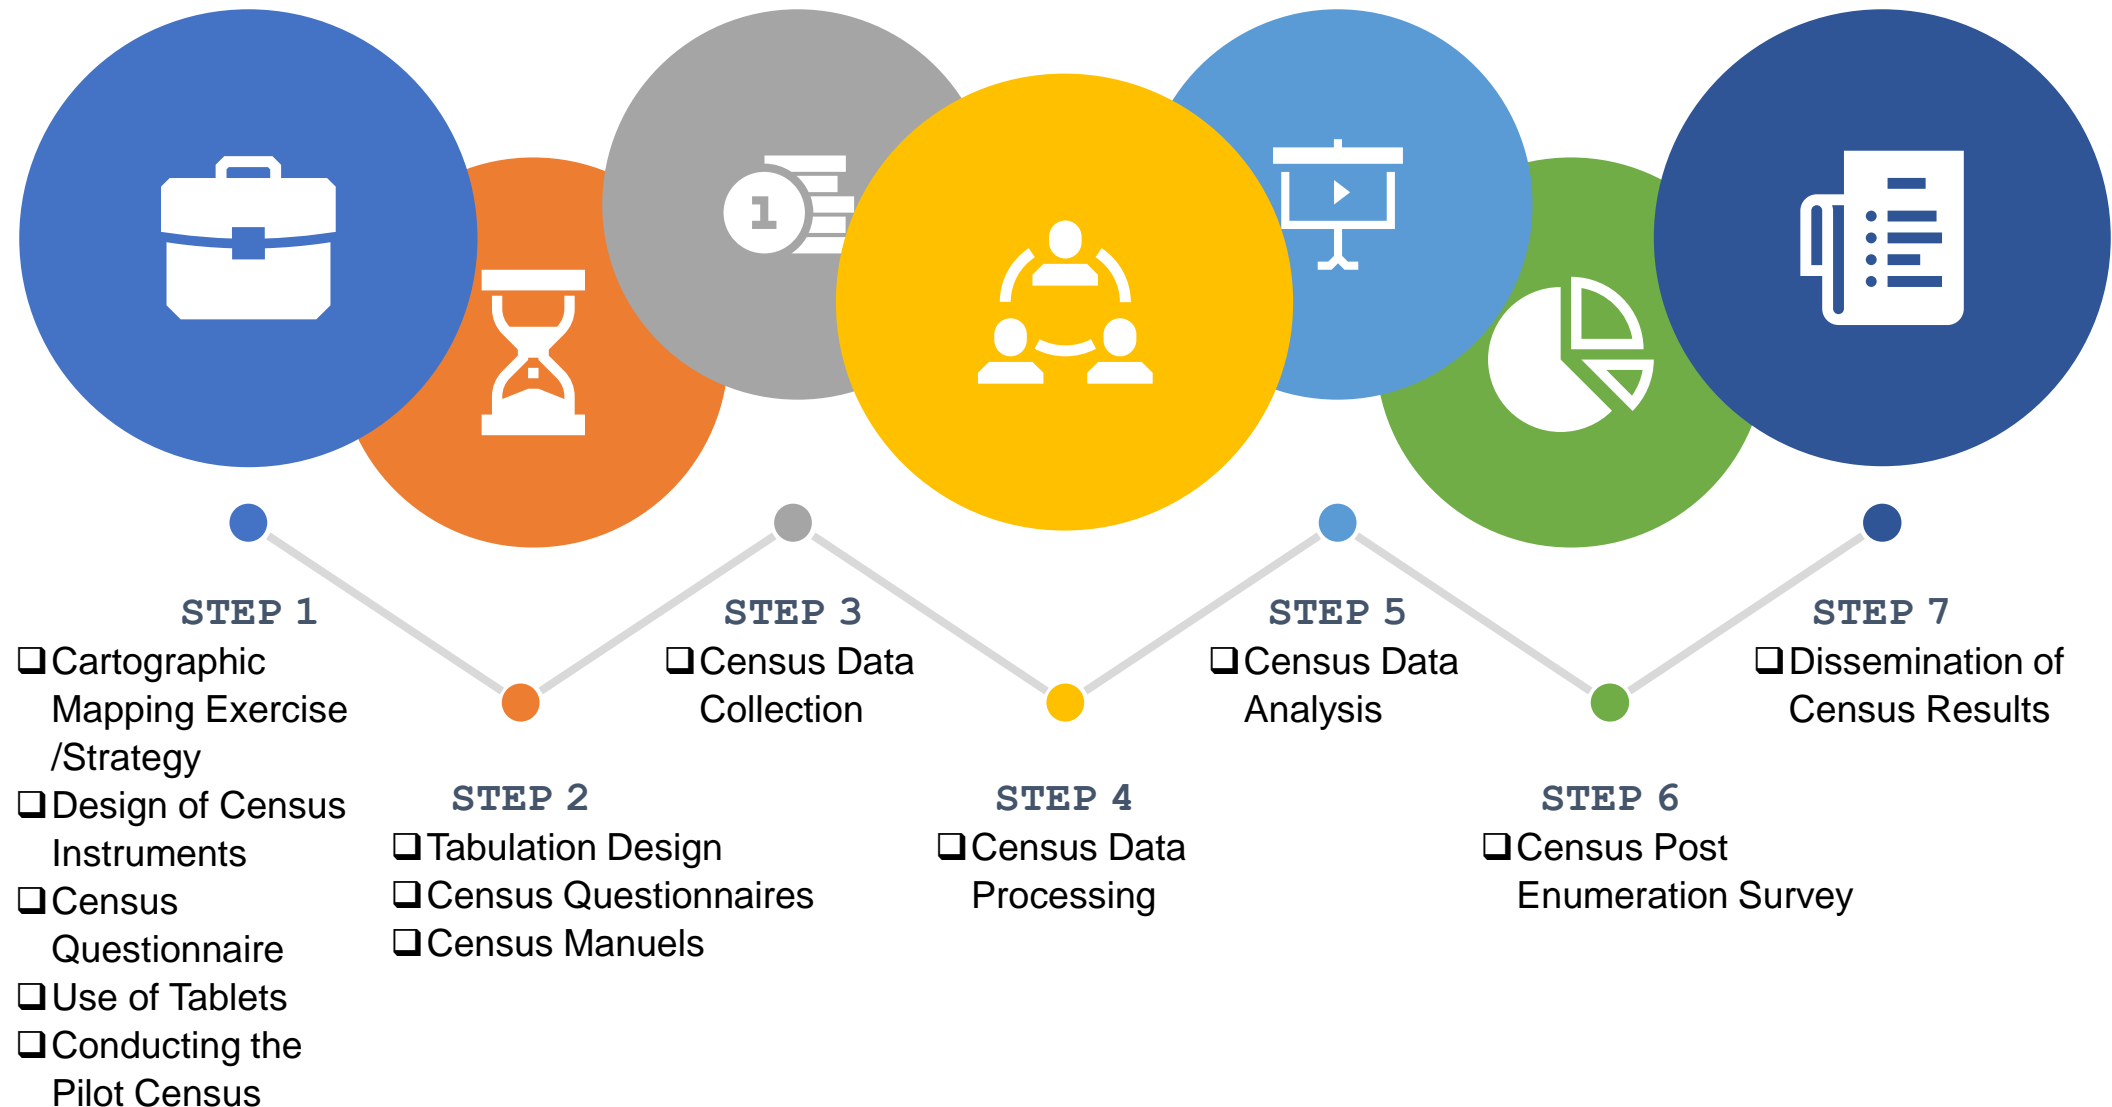 1
STEP 1
❑Cartographic
Mapping Exercise
/Strategy
❑Design of Census
Instruments
❑Census
Questionnaire
❑Use of Tablets
❑Conducting the
Pilot Census
STEP 2
❑Tabulation Design
❑Census Questionnaires
❑Census Manuels
STEP 3
❑Census Data
Collection
STEP 4
❑Census Data
Processing
STEP 5
❑Census Data
Analysis
STEP 6
❑Census Post
Enumeration Survey
STEP 7
❑Dissemination of
Census Results